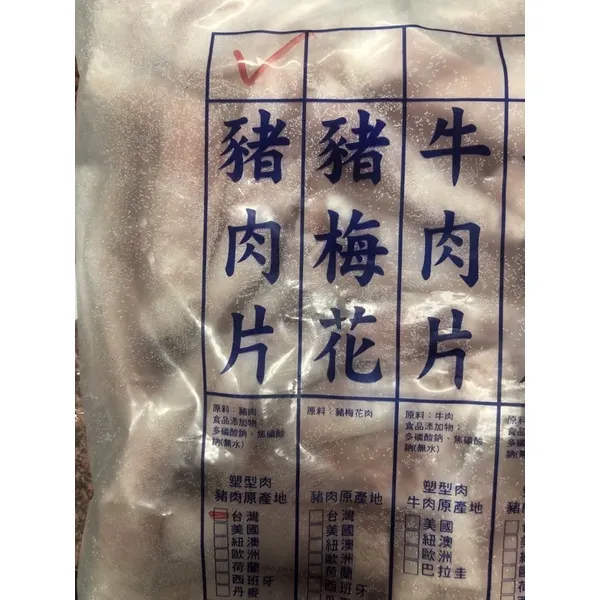 豬肉片
原料：豬肉
食品添加物：
多磷酸鈉、焦磷酸
鈉(無水)
塑型肉
豬肉原產地
台灣
美國
紐澳
歐洲
荷蘭
西班牙
丹麥
豬梅花
原料：豬梅花肉
豬肉原產地
台灣
美國
紐澳
歐洲
荷蘭
西班牙
丹麥
牛肉片
原料：牛肉
食品添加物：
多磷酸鈉、焦磷酸
鈉(無水)
塑型肉
牛肉原產地
美國
紐澳
歐洲
巴拉圭